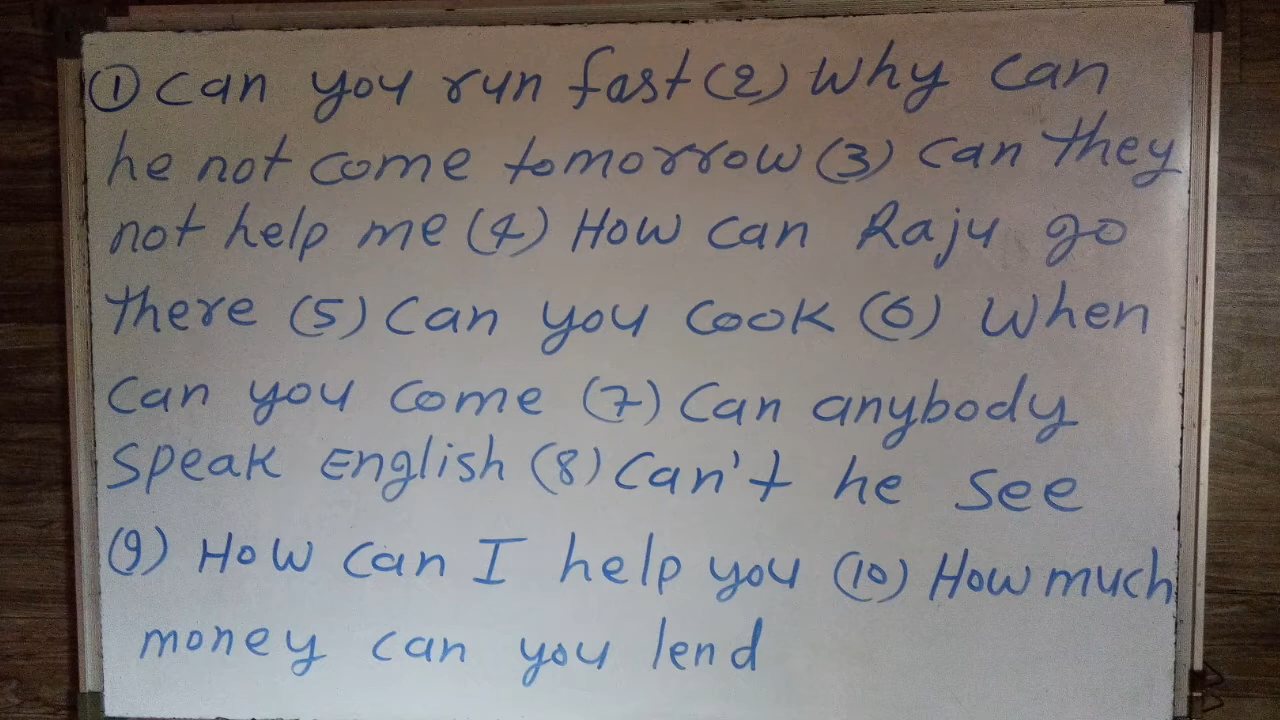 ① Can you run fast (2) Why can
he not come tomorrow (3) Can they
not help me (4) How can Raju go
there (5) Can you cook (6) When
can you come (7) Can anybody
speak English (8) Can't he see
(9) How can I help you (10) How much
money can you lend